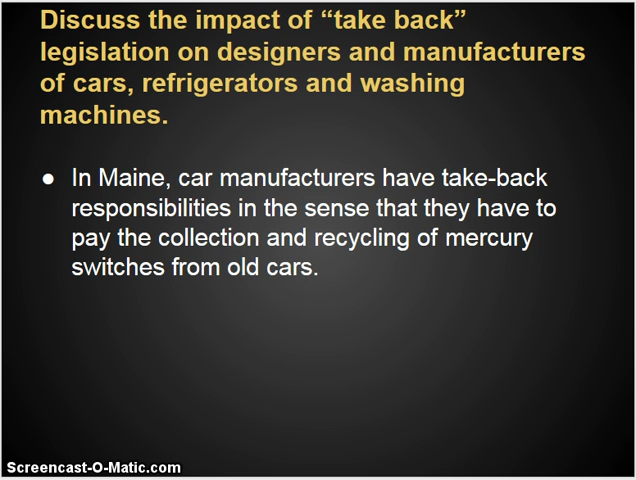 Discuss the impact of “take back”
legislation on designers and manufacturers
of cars, refrigerators and washing
machines.
● In Maine, car manufacturers have take-back
responsibilities in the sense that they have to
pay the collection and recycling of mercury
switches from old cars.
Screencast-O-Matic.com